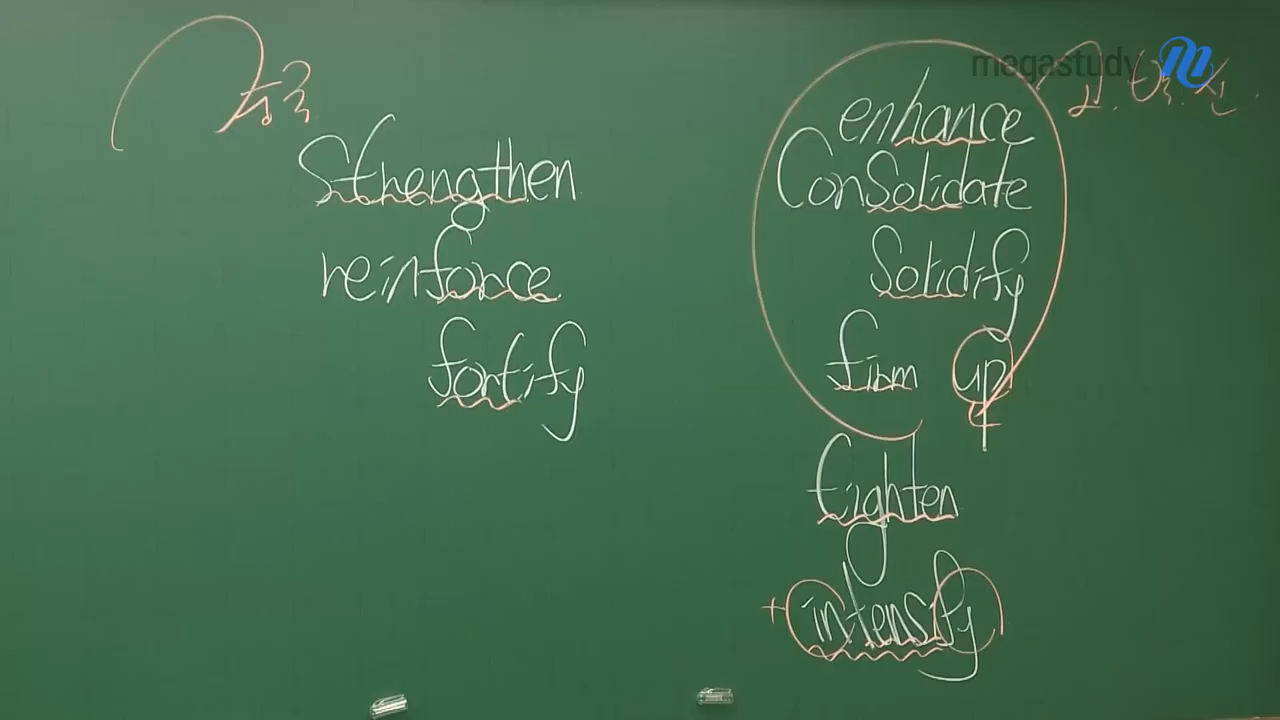 megastudy
Strengthen
reinforce
fortify
enhance
Consolidate
Solidify
firm up
tighten
+ intensify